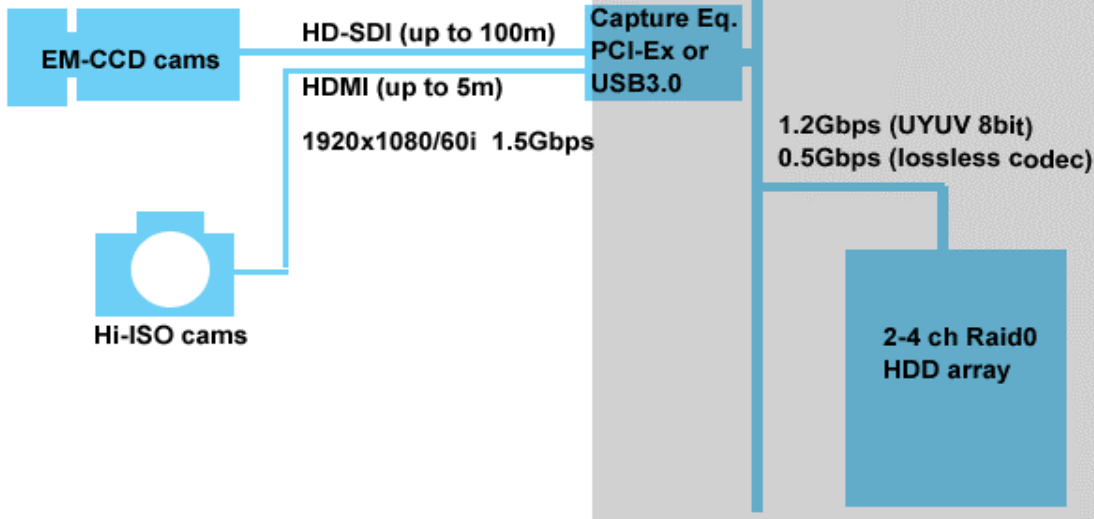 EM-CCD cams
HD-SDI (up to 100m)
HDMI (up to 5m)
1920x1080/60i 1.5Gbps
Capture Eq.
PCI-Ex or
USB3.0
1.2Gbps (UYUV 8bit)
0.5Gbps (lossless codec)
Hi-ISO cams
2-4 ch Raid0
HDD array